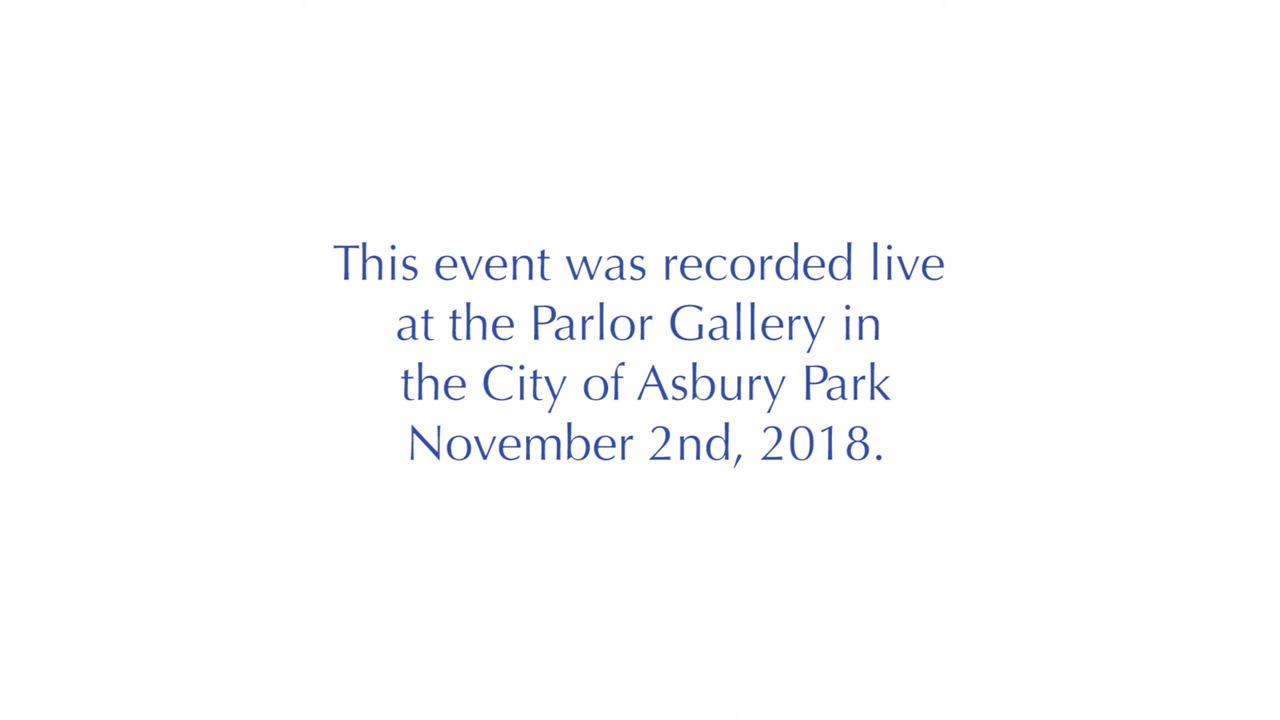 This event was recorded live
at the Parlor Gallery in
the City of Asbury Park
November 2nd, 2018.